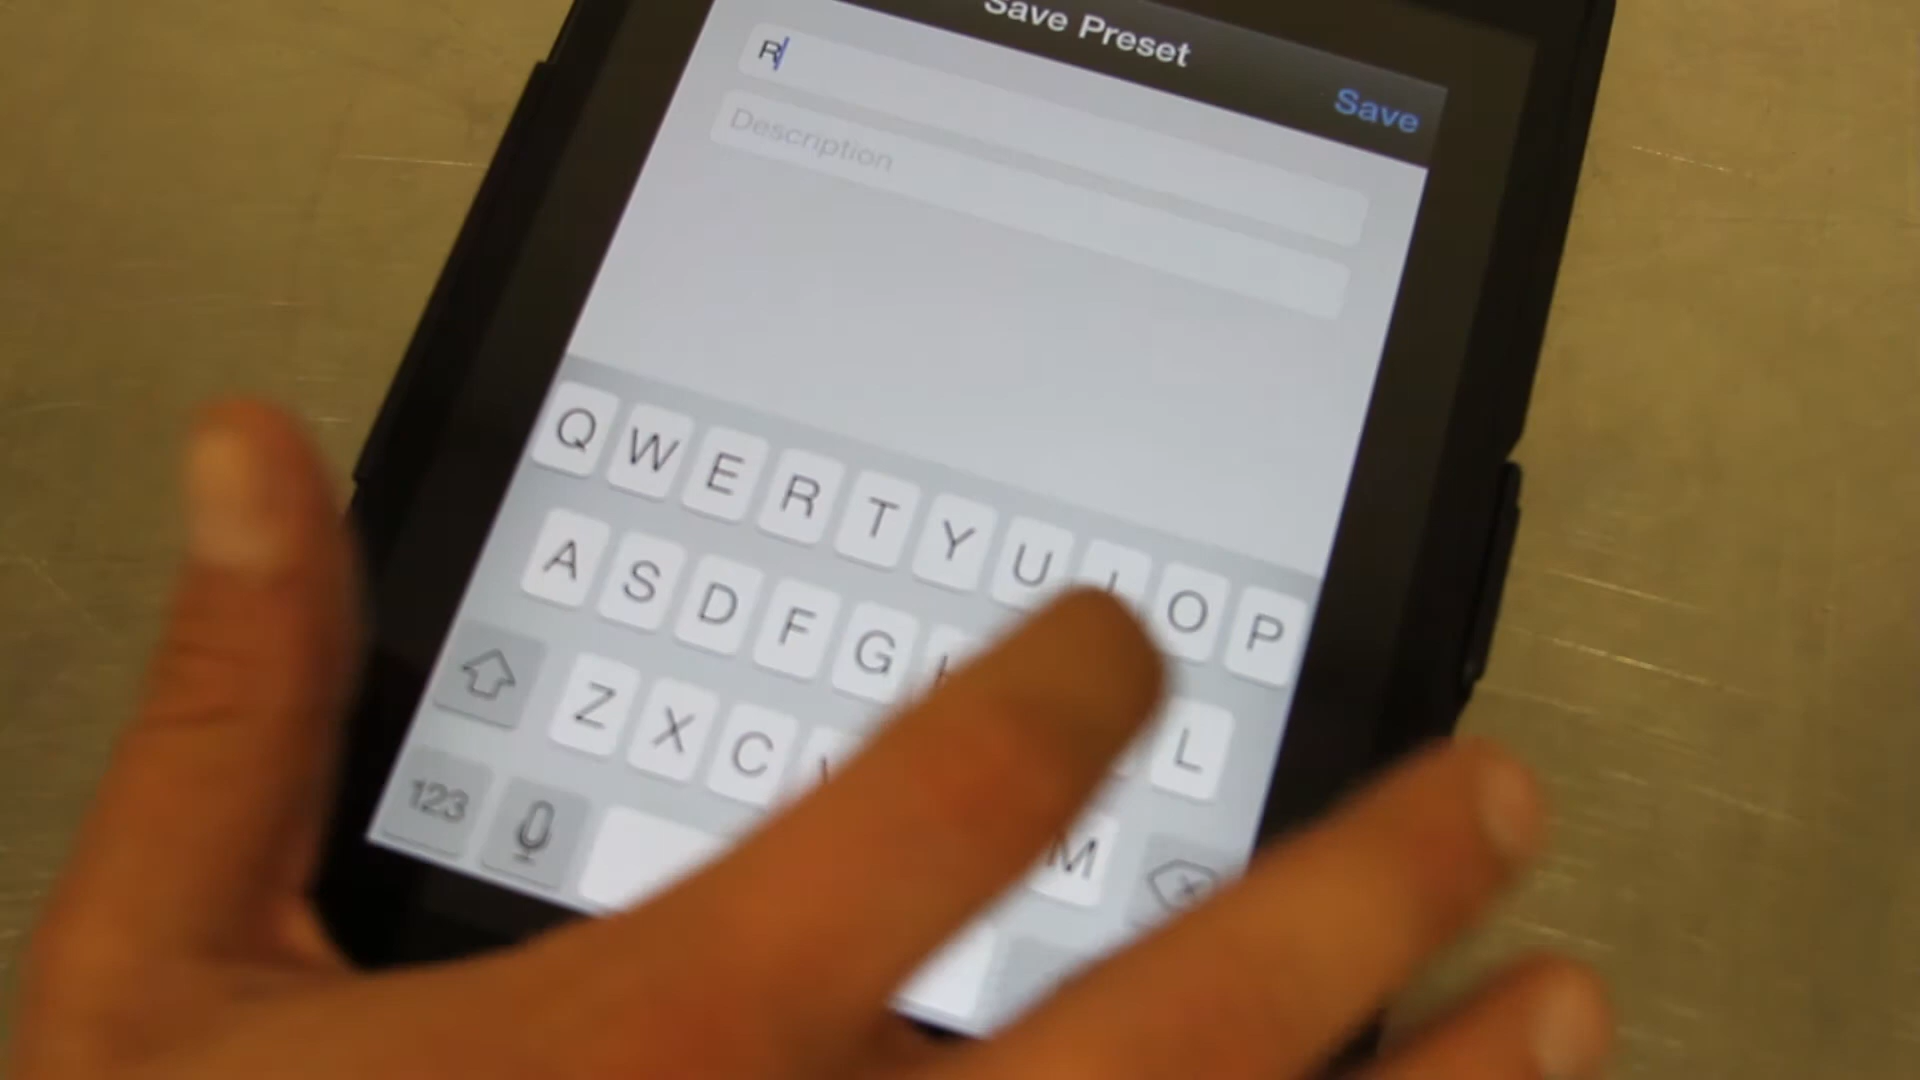 Save Preset
Save
R
Description
Q W E R T Y U I O P
A S D F G L
Z X C M
123